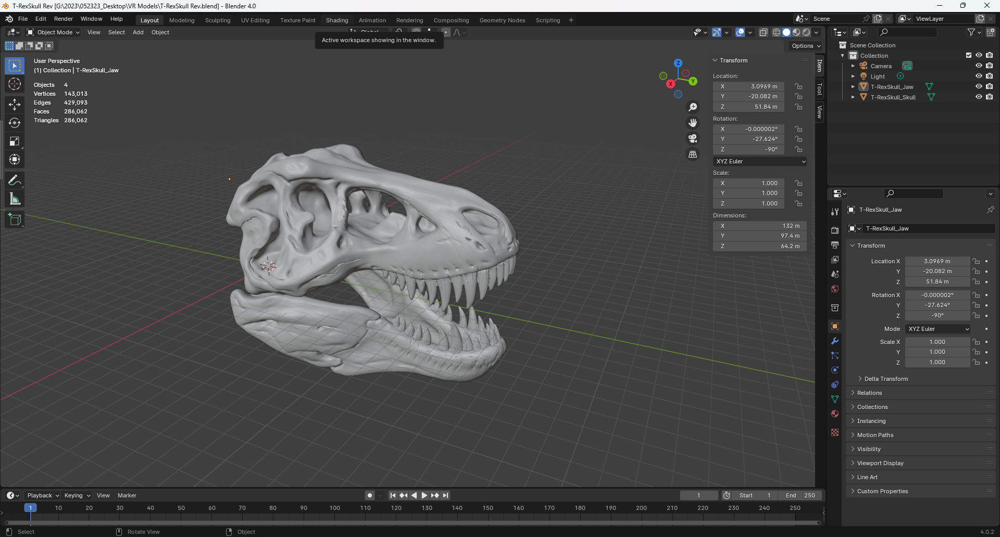 T-RexSkull Rev [G:\2023\052323_Desktop\VR Models\T-RexSkull Rev.blend] - Blender 4.0
File Edit Render Window Help Layout Modeling Sculpting UV Editing Texture Paint Shading Animation Rendering Compositing Geometry Nodes Scripting + Scene ViewLayer
Object Mode View Select Add Object
Active workspace showing in the window.
Options
User Perspective
(1) Collection | T-RexSkull_Jaw
Objects 4
Vertices 143,013
Edges 429,093
Faces 286,062
Triangles 286,062
Z
X
Y
Transform
Location:
X 3.0969 m
Y -20.082 m
Z 51.84 m
Rotation:
X -0.000002°
Y -27.624°
Z -90°
XYZ Euler
Scale:
X 1.000
Y 1.000
Z 1.000
Dimensions:
X 132 m
Y 97.4 m
Z 64.2 m
Item
Tool
View
Scene Collection
Collection
Camera
Light
T-RexSkull_Jaw
T-RexSkull_Skull
T-RexSkull_Jaw
T-RexSkull_Jaw
Transform
Location X 3.0969 m
Y -20.082 m
Z 51.84 m
Rotation X -0.000002°
Y -27.624°
Z -90°
Mode XYZ Euler
Scale X 1.000
Y 1.000
Z 1.000
Delta Transform
Relations
Collections
Instancing
Motion Paths
Visibility
Viewport Display
Line Art
Custom Properties
Playback Keying View Marker 1 Start 1 End 250
1 10 20 30 40 50 60 70 80 90 100 110 120 130 140 150 160 170 180 190 200 210 220 230 240 250
Select Rotate View Object 4.0.2